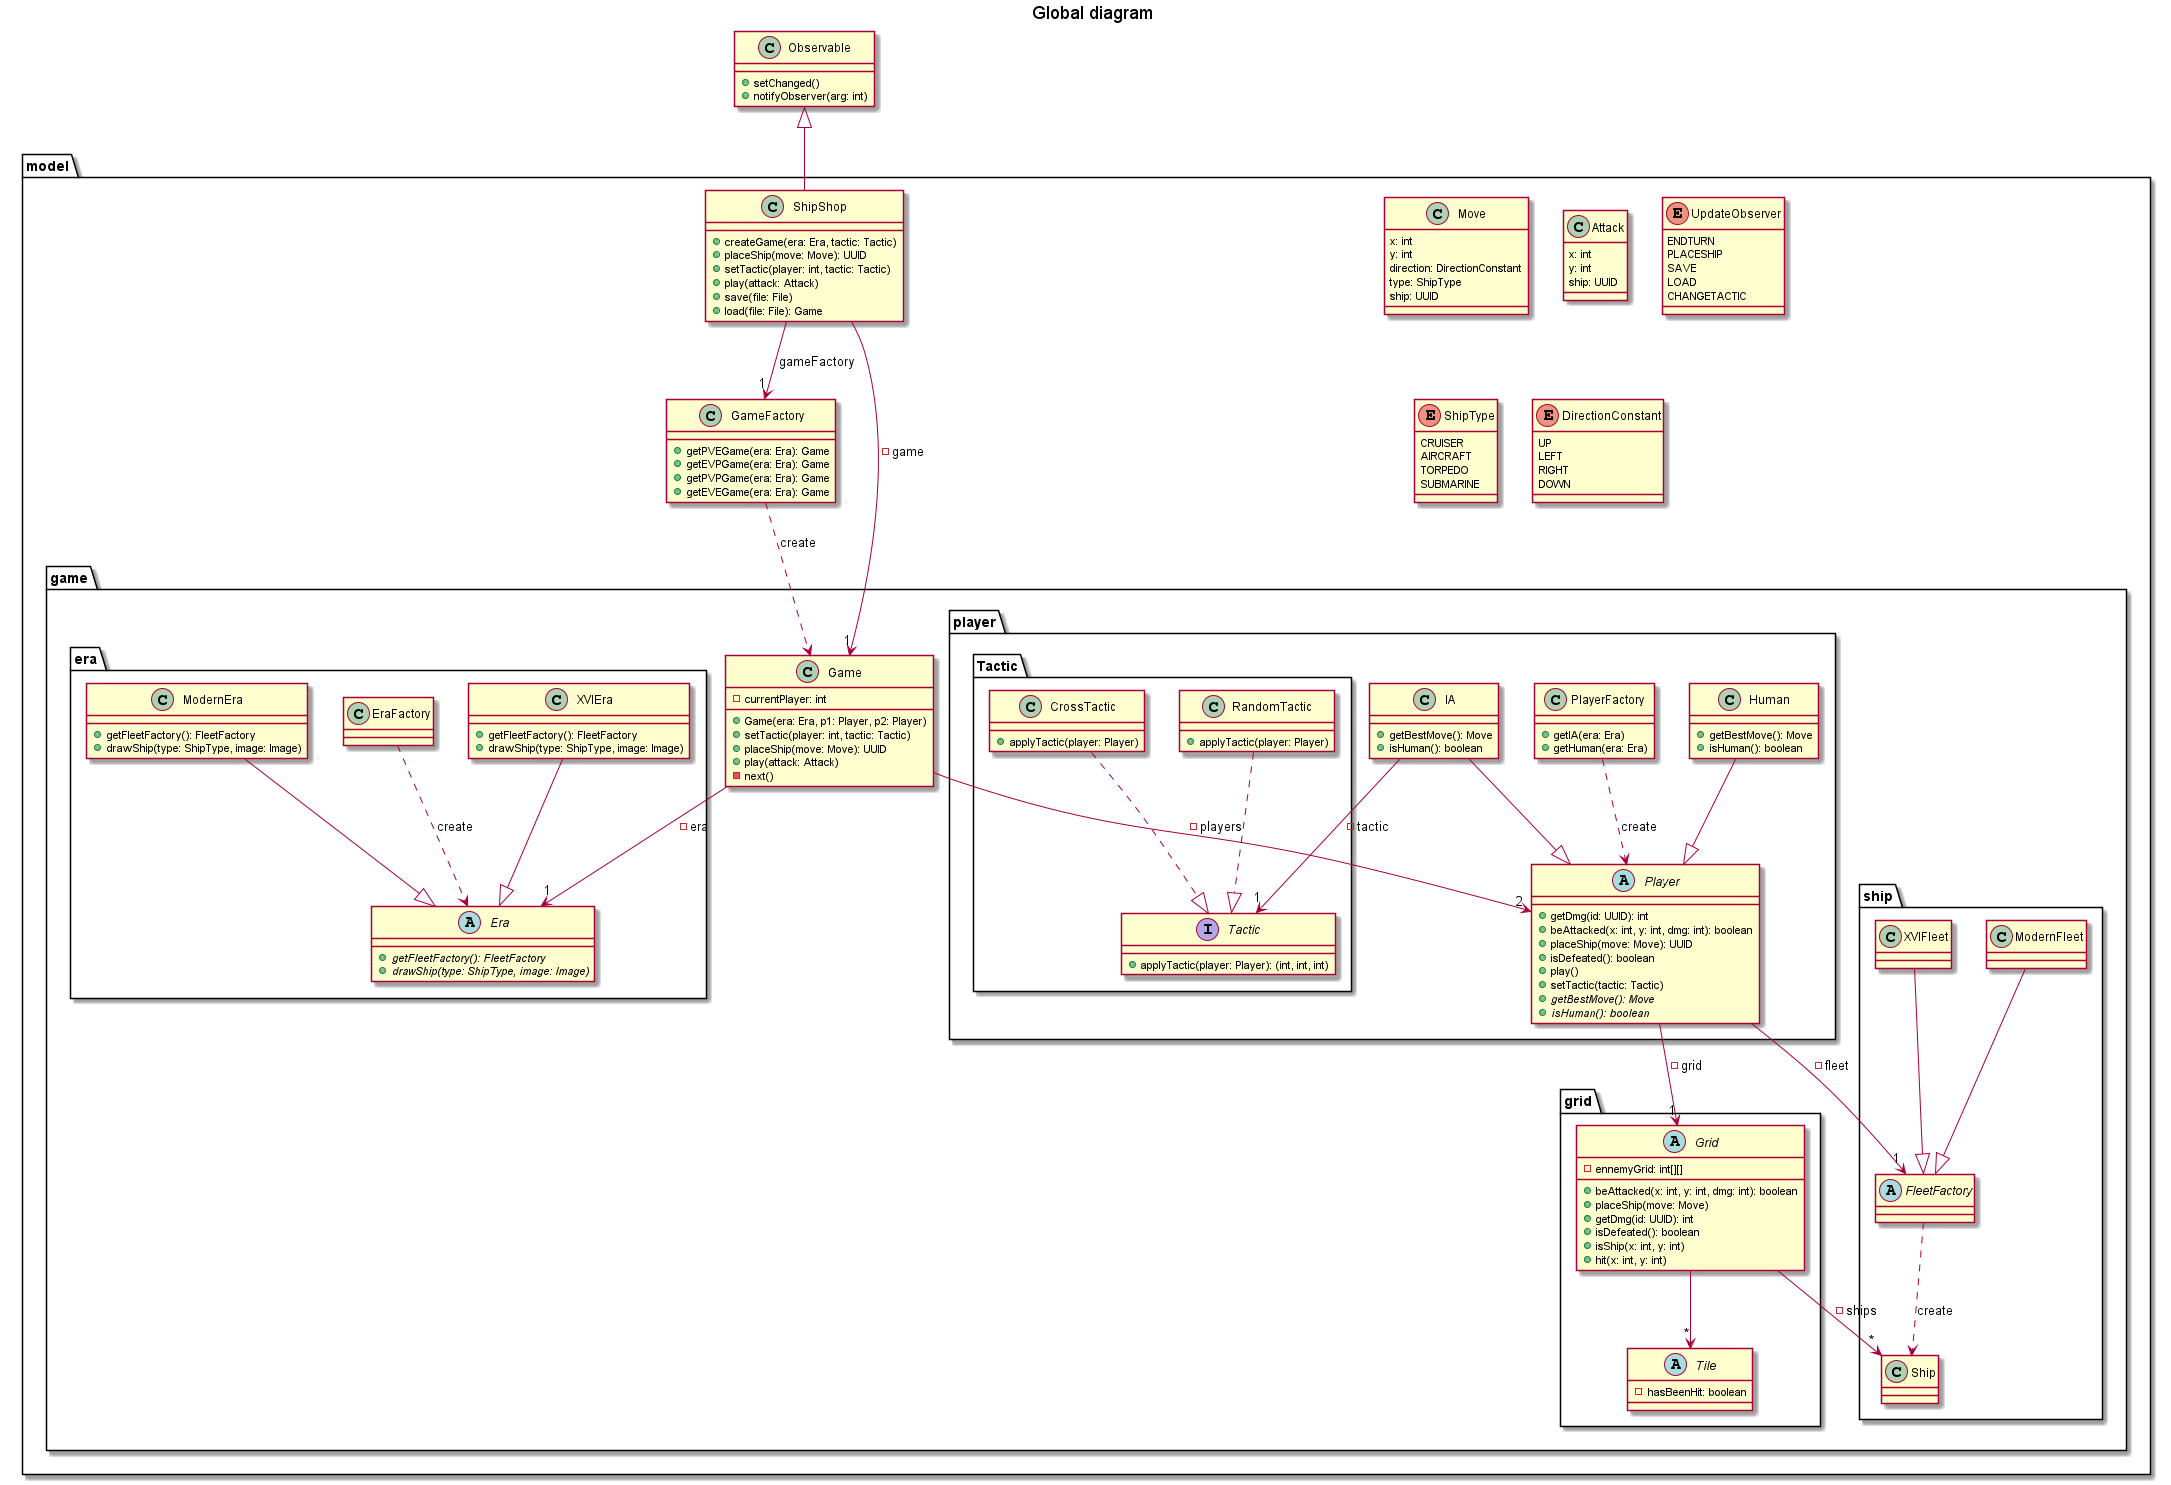 Global diagram
C Observable
setChanged()
notifyObserver(arg: int)
model
C ShipShop
createGame(era: Era, tactic: Tactic)
placeShip(move: Move): UUID
setTactic(player: int, tactic: Tactic)
play(attack: Attack)
save(file: File)
load(file: File): Game
C Move
x: int
y: int
direction: DirectionConstant
type: ShipType
ship: UUID
C Attack
x: int
y: int
ship: UUID
E UpdateObserver
ENDTURN
PLACESHIP
SAVE
LOAD
CHANGETACTIC
gameFactory
1
C GameFactory
getPVEGame(era: Era): Game
getEVPGame(era: Era): Game
getPVPGame(era: Era): Game
getEVEGame(era: Era): Game
game
E ShipType
CRUISER
AIRCRAFT
TORPEDO
SUBMARINE
E DirectionConstant
UP
LEFT
RIGHT
DOWN
create
1
game
era
C ModernEra
getFleetFactory(): FleetFactory
drawShip(type: ShipType, image: Image)
C EraFactory
C XVIEra
getFleetFactory(): FleetFactory
drawShip(type: ShipType, image: Image)
C Game
currentPlayer: int
Game(era: Era, p1: Player, p2: Player)
setTactic(player: int, tactic: Tactic)
placeShip(move: Move): UUID
play(attack: Attack)
next()
player
Tactic
C CrossTactic
applyTactic(player: Player)
C RandomTactic
applyTactic(player: Player)
C IA
getBestMove(): Move
isHuman(): boolean
C PlayerFactory
getIA(era: Era)
getHuman(era: Era)
C Human
getBestMove(): Move
isHuman(): boolean
create
era
players
tactic
create
1
1
2
A Era
getFleetFactory(): FleetFactory
drawShip(type: ShipType, image: Image)
I Tactic
applyTactic(player: Player): (int, int, int)
A Player
getDmg(id: UUID): int
beAttacked(x: int, y: int, dmg: int): boolean
placeShip(move: Move): UUID
isDefeated(): boolean
play()
setTactic(tactic: Tactic)
getBestMove(): Move
isHuman(): boolean
ship
C XVIFleet
C ModernFleet
grid
fleet
1
1
grid
A Grid
ennemyGrid: int[][]
beAttacked(x: int, y: int, dmg: int): boolean
placeShip(move: Move)
getDmg(id: UUID): int
isDefeated(): boolean
isShip(x: int, y: int)
hit(x: int, y: int)
A FleetFactory
ships
create
*
*
A Tile
hasBeenHit: boolean
C Ship